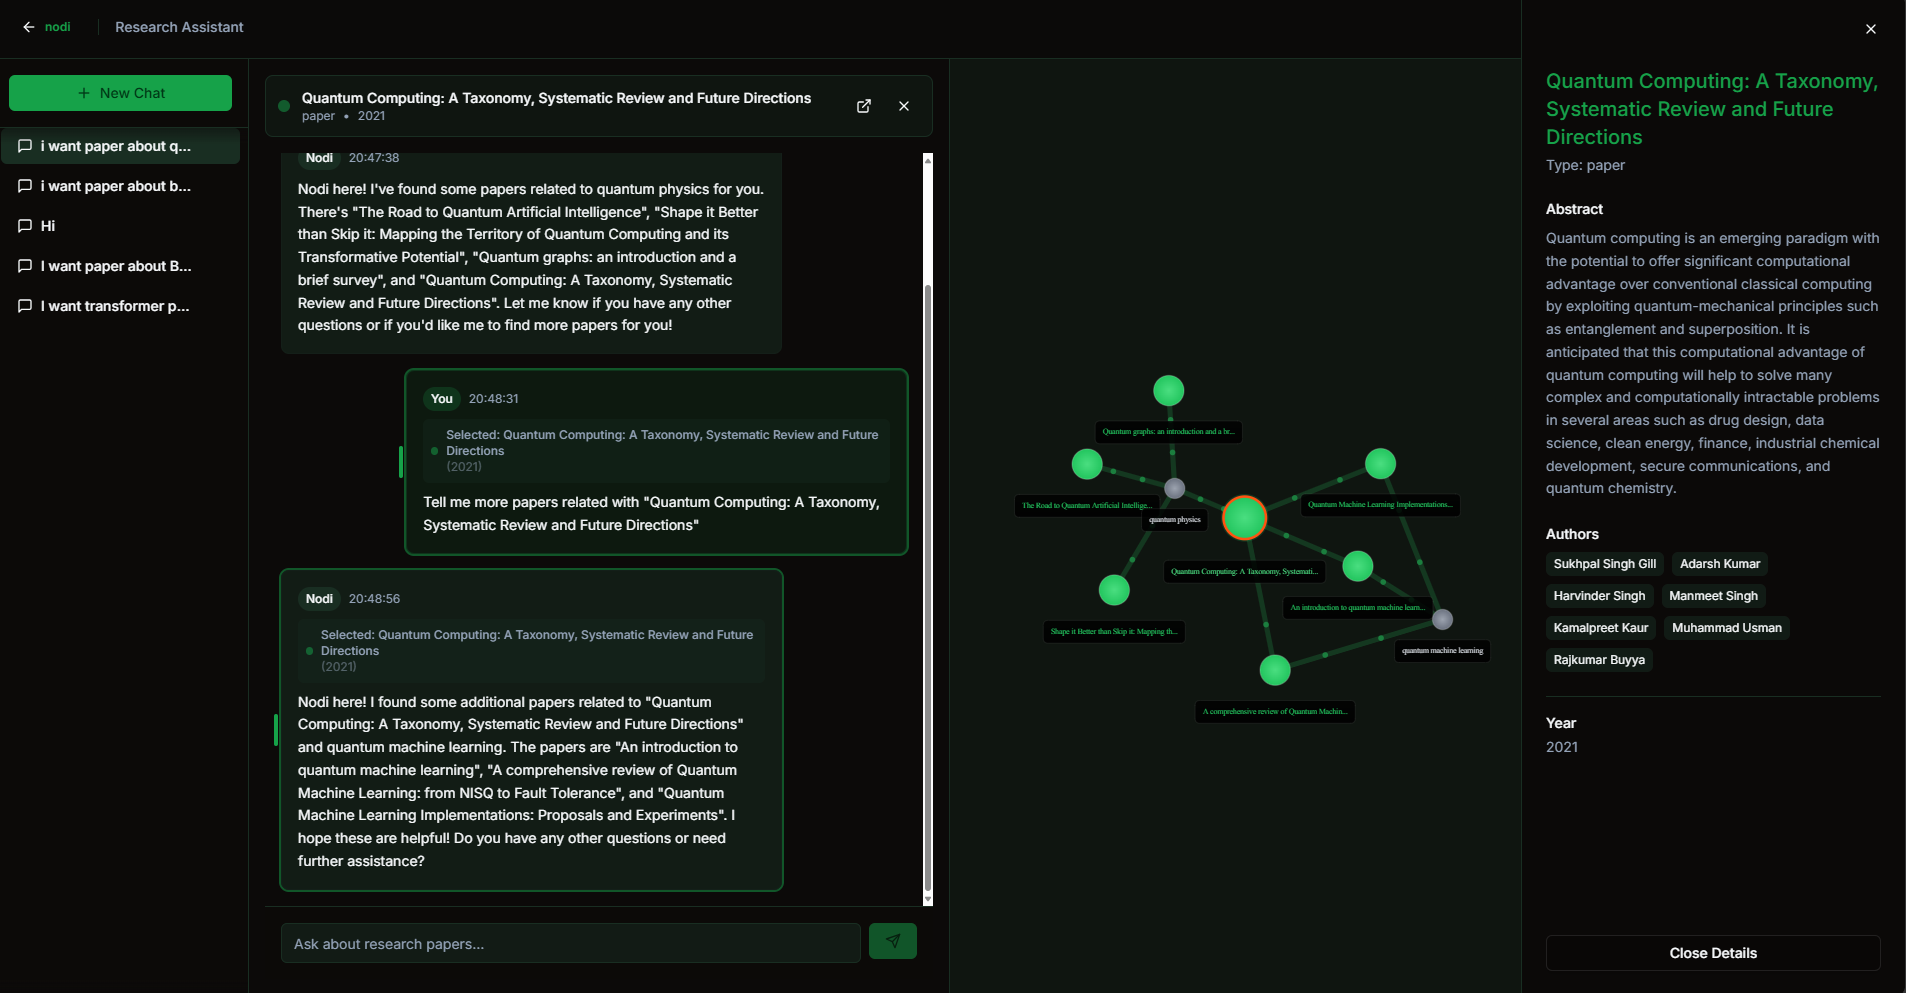 nodi
Research Assistant
New Chat
i want paper about q...
i want paper about b...
Hi
I want paper about B...
I want transformer p...
Quantum Computing: A Taxonomy, Systematic Review and Future Directions
paper • 2021
Nodi 20:47:38
Nodi here! I've found some papers related to quantum physics for you.
There's "The Road to Quantum Artificial Intelligence", "Shape it Better
than Skip it: Mapping the Territory of Quantum Computing and its
Transformative Potential", "Quantum graphs: an introduction and a
brief survey", and "Quantum Computing: A Taxonomy, Systematic
Review and Future Directions". Let me know if you have any other
questions or if you'd like me to find more papers for you!
You 20:48:31
Selected: Quantum Computing: A Taxonomy, Systematic Review and Future
Directions
(2021)
Tell me more papers related with "Quantum Computing: A Taxonomy,
Systematic Review and Future Directions"
Nodi 20:48:56
Selected: Quantum Computing: A Taxonomy, Systematic Review and Future
Directions
(2021)
Nodi here! I found some additional papers related to "Quantum
Computing: A Taxonomy, Systematic Review and Future Directions"
and quantum machine learning. The papers are "An introduction to
quantum machine learning", "A comprehensive review of Quantum
Machine Learning: from NISQ to Fault Tolerance", and "Quantum
Machine Learning Implementations: Proposals and Experiments". I
hope these are helpful! Do you have any other questions or need
further assistance?
Ask about research papers...
Quantum graphs: an introduction and a br...
The Road to Quantum Artificial Intellige...
quantum physics
Quantum Machine Learning Implementations...
Quantum Computing: A Taxonomy, Systemati...
An introduction to quantum machine learn...
Shape it Better than Skip it: Mapping th...
quantum machine learning
A comprehensive review of Quantum Machin...
Quantum Computing: A Taxonomy,
Systematic Review and Future
Directions
Type: paper
Abstract
Quantum computing is an emerging paradigm with
the potential to offer significant computational
advantage over conventional classical computing
by exploiting quantum-mechanical principles such
as entanglement and superposition. It is
anticipated that this computational advantage of
quantum computing will help to solve many
complex and computationally intractable problems
in several areas such as drug design, data
science, clean energy, finance, industrial chemical
development, secure communications, and
quantum chemistry.
Authors
Sukhpal Singh Gill Adarsh Kumar
Harvinder Singh Manmeet Singh
Kamalpreet Kaur Muhammad Usman
Rajkumar Buyya
Year
2021
Close Details